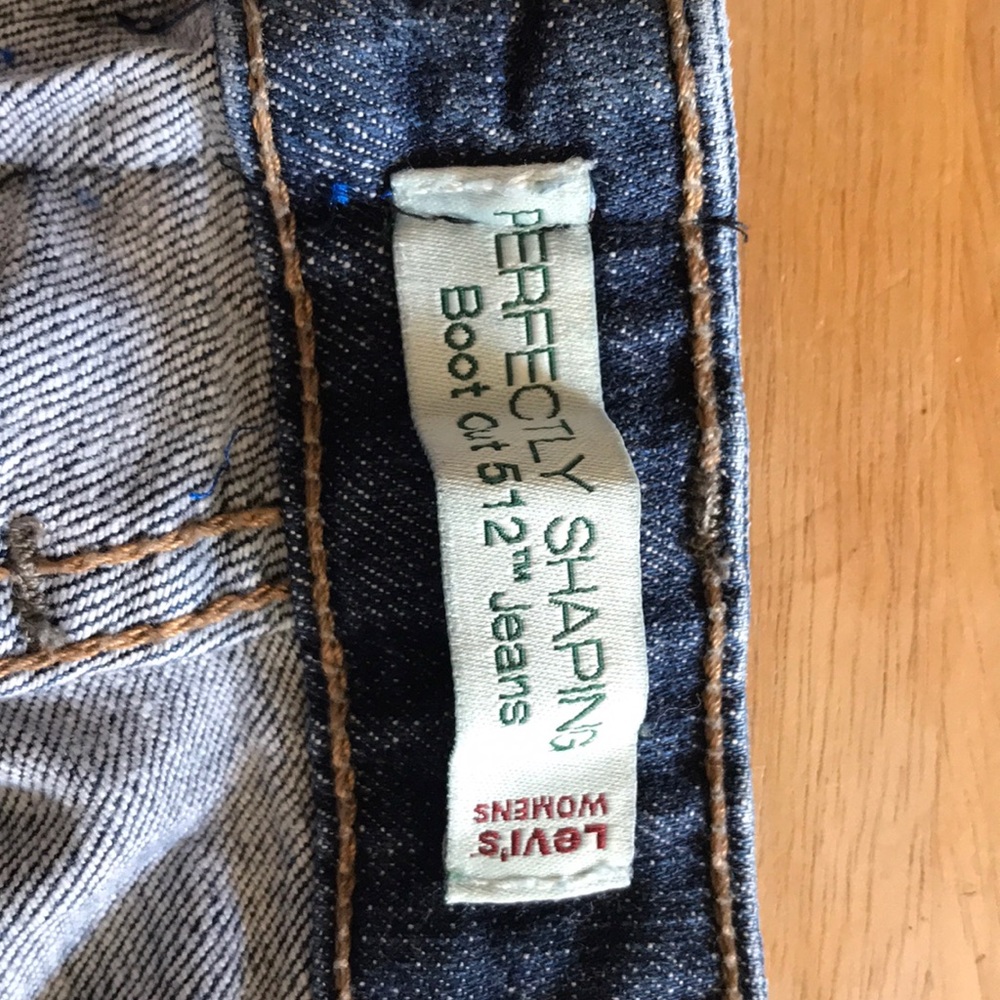 PERFECTLY SHAPING
Boot Cut 512™ Jeans
Levi's
WOMENS